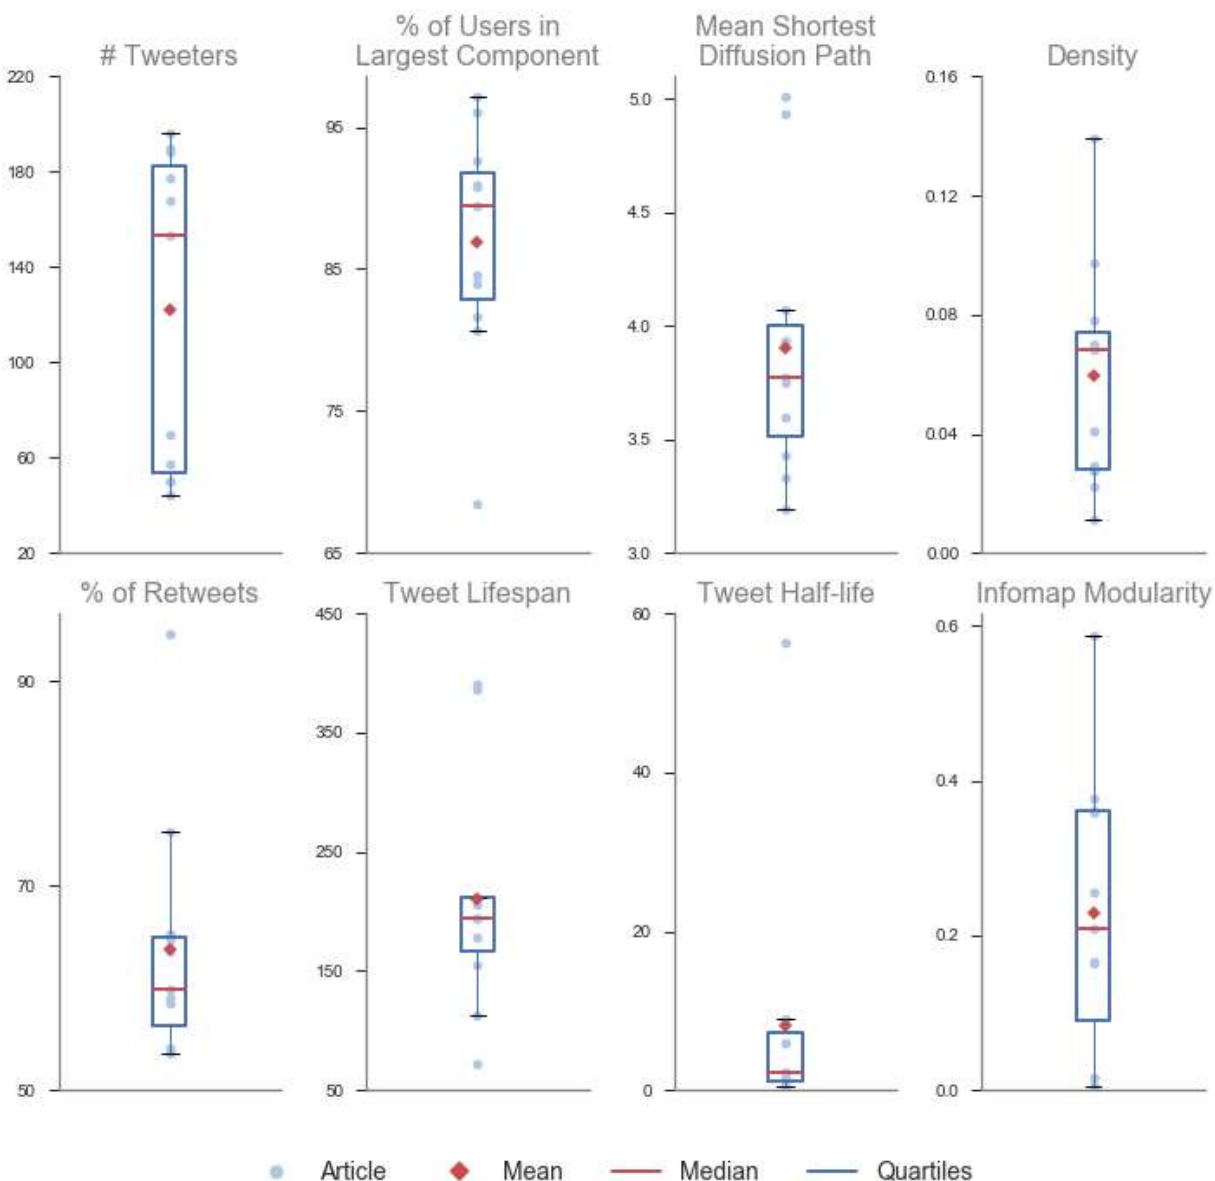 # Tweeters
% of Users in
Largest Component
Mean Shortest
Diffusion Path
Density
220
180
140
100
60
20
95
85
75
65
5.0
4.5
4.0
3.5
3.0
0.16
0.12
0.08
0.04
0.00
% of Retweets
Tweet Lifespan
Tweet Half-life
Infomap Modularity
90
70
50
450
350
250
150
50
60
40
20
0
0.6
0.4
0.2
0.0
Article
Mean
Median
Quartiles